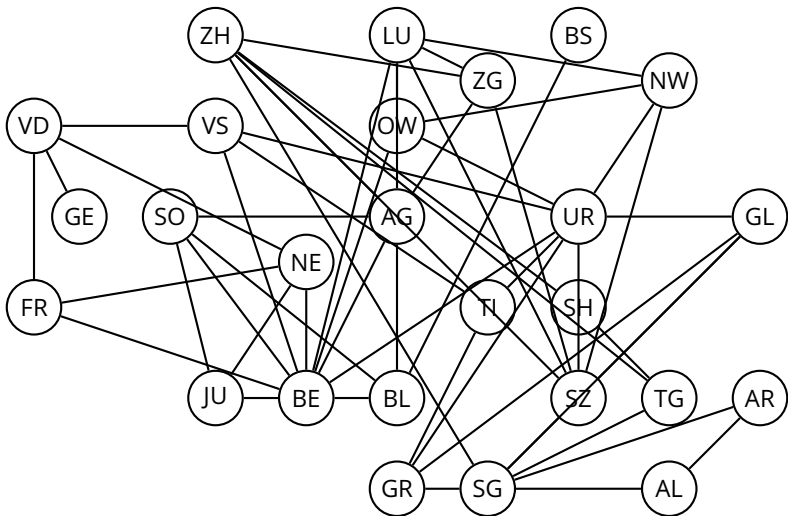 ZH LU BS
ZG NW
VD VS OW
GE SO AG UR GL
NE
FR TI SH
JU BE BL SZ TG AR
GR SG AL